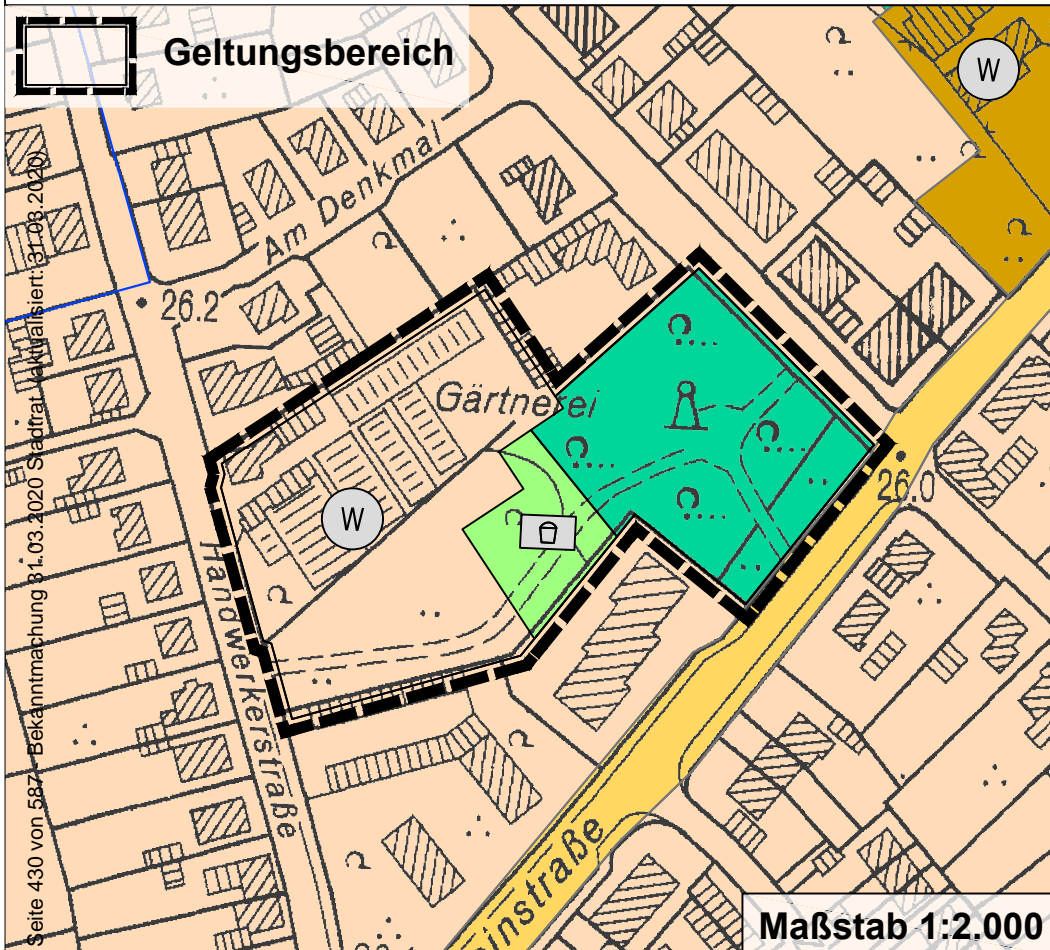 Geltungsbereich
W
Am Denkmal
26.2
Gärtnerei
W
26.0
Handwerkerstraße
instraße
Maßstab 1:2.000
Seite 430 von 587 - Bekanntmachung 31.03.2020 Stadtrat (aktualisiert: 31.03.2020)